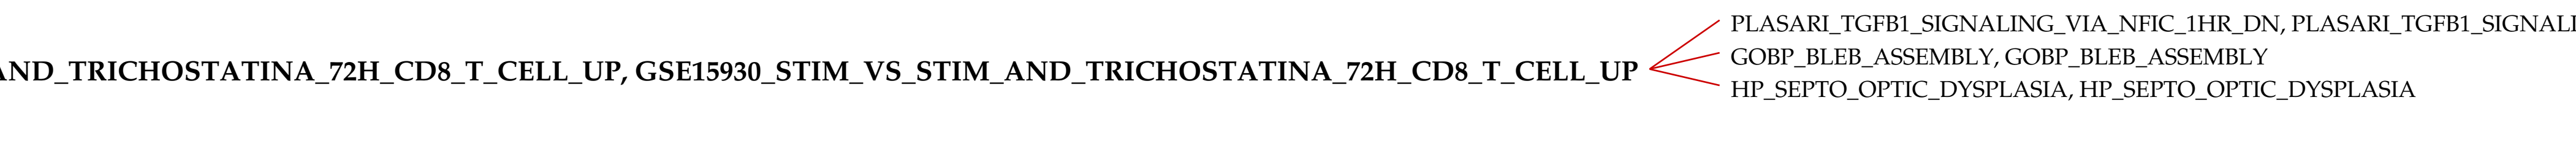 PLASARI_TGFB1_SIGNALING_VIA_NFIC_1HR_DN, PLASARI_TGFB1_SIGNALI
GOBP_BLEB_ASSEMBLY, GOBP_BLEB_ASSEMBLY
AND_TRICHOSTATINA_72H_CD8_T_CELL_UP, GSE15930_STIM_VS_STIM_AND_TRICHOSTATINA_72H_CD8_T_CELL_UP
HP_SEPTO_OPTIC_DYSPLASIA, HP_SEPTO_OPTIC_DYSPLASIA